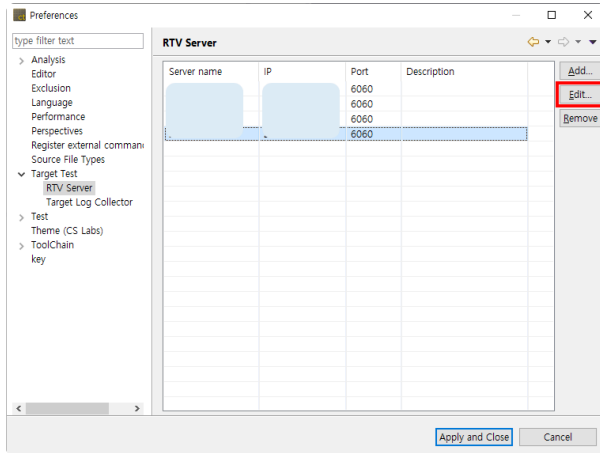 Preferences
type filter text
RTV Server
Analysis
Editor
Exclusion
Language
Performance
Perspectives
Register external comman
Source File Types
Target Test
RTV Server
Target Log Collector
Test
Theme (CS Labs)
ToolChain
key
Server name IP Port Description
6060
6060
6060
6060
Add...
Edit...
Remove
Apply and Close Cancel